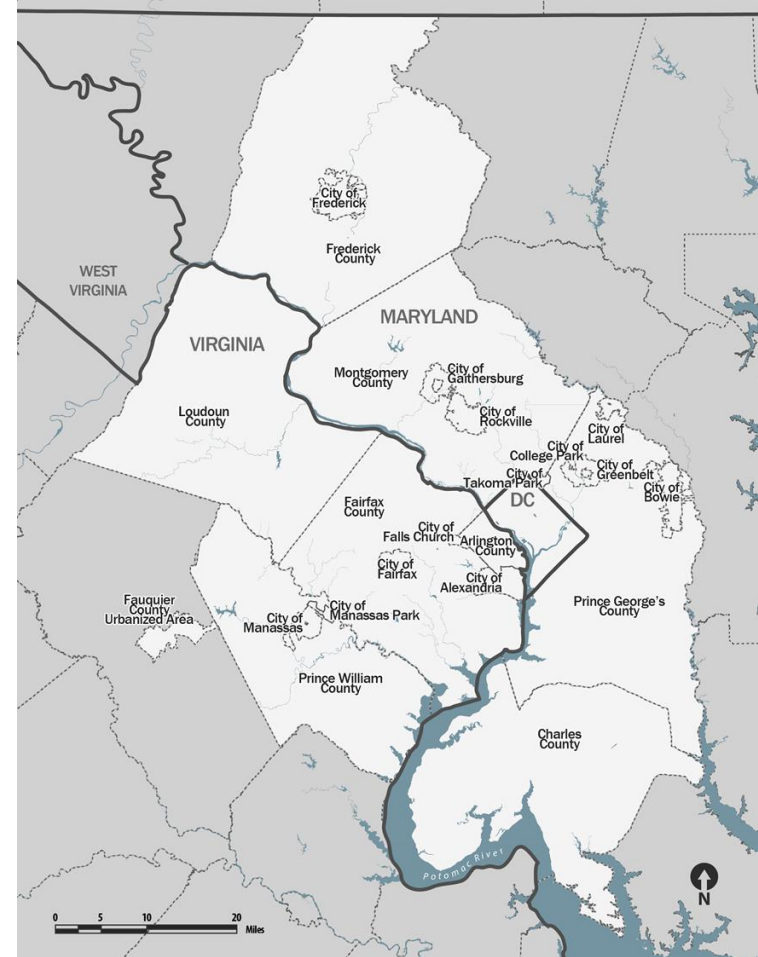 City of
Frederick
Frederick
County
WEST
VIRGINIA
MARYLAND
VIRGINIA
Montgomery
County
City of
Gaithersburg
Loudoun
County
City of
Rockville
City of
Laurel
City of
College Park
City of
Greenbelt
City of
Takoma Park
City of
Bowie
DC
Fairfax
County
City of
Falls Church
Arlington
County
City of
Fairfax
City of
Alexandria
Fauquier
County
Urbanized Area
City of
Manassas
City of
Manassas Park
Prince George's
County
Prince William
County
Charles
County
Potomac River
N
0 5 10 20
Miles